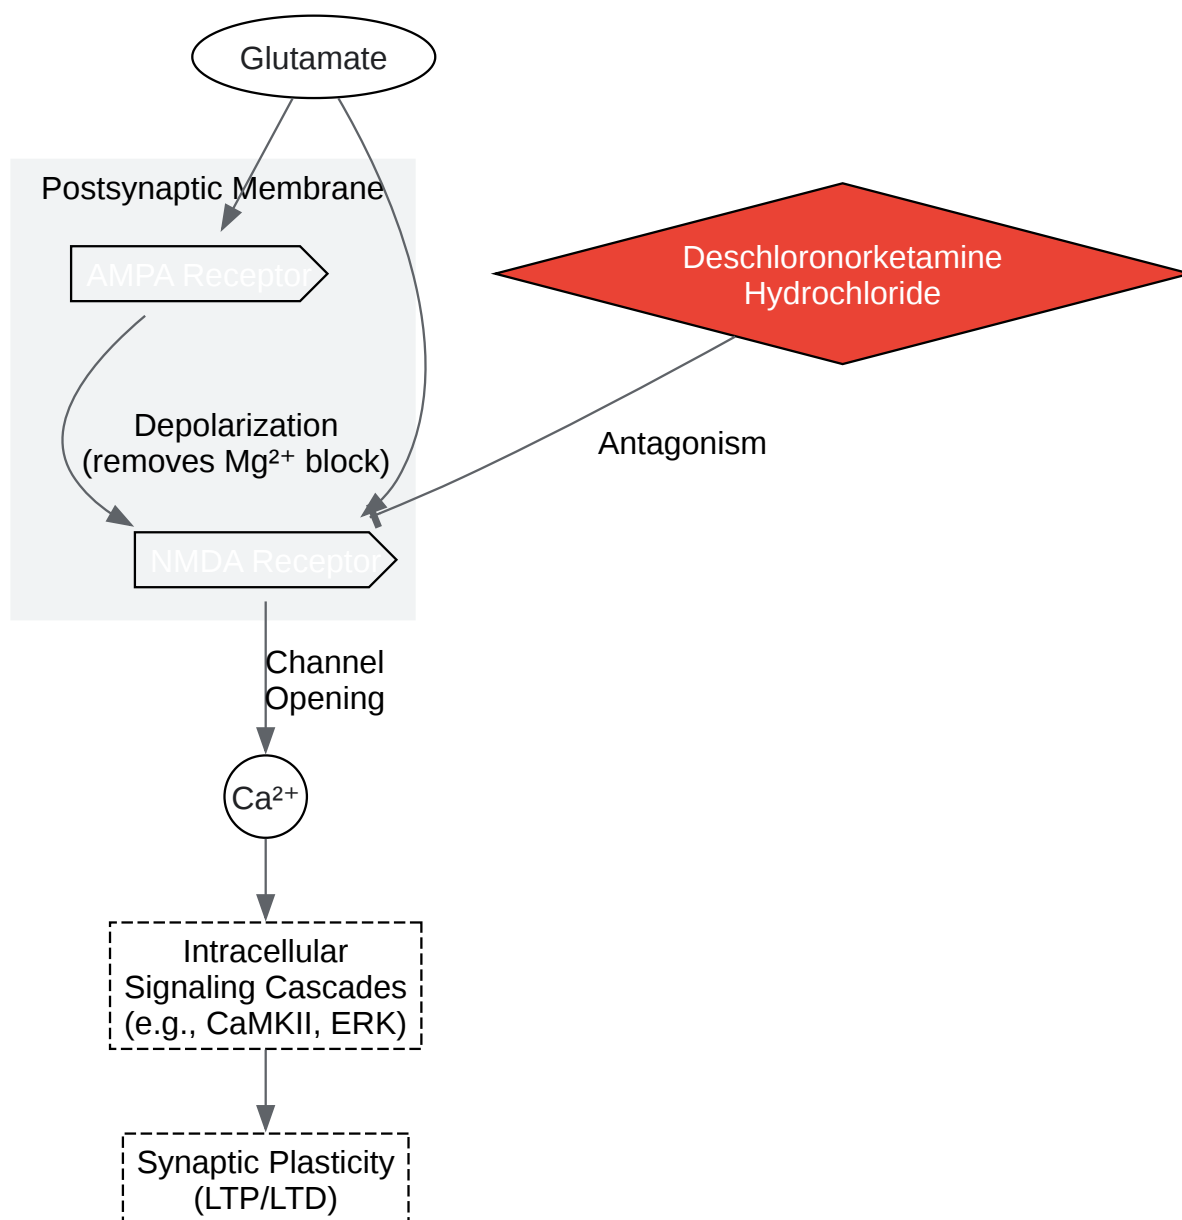 Glutamate
Postsynaptic Membrane
AMPA Receptor
Deschloronorketamine
Hydrochloride
Depolarization
(removes Mg²⁺ block)
Antagonism
NMDA Receptor
Channel
Opening
Ca²⁺
Intracellular
Signaling Cascades
(e.g., CaMKII, ERK)
Synaptic Plasticity
(LTP/LTD)